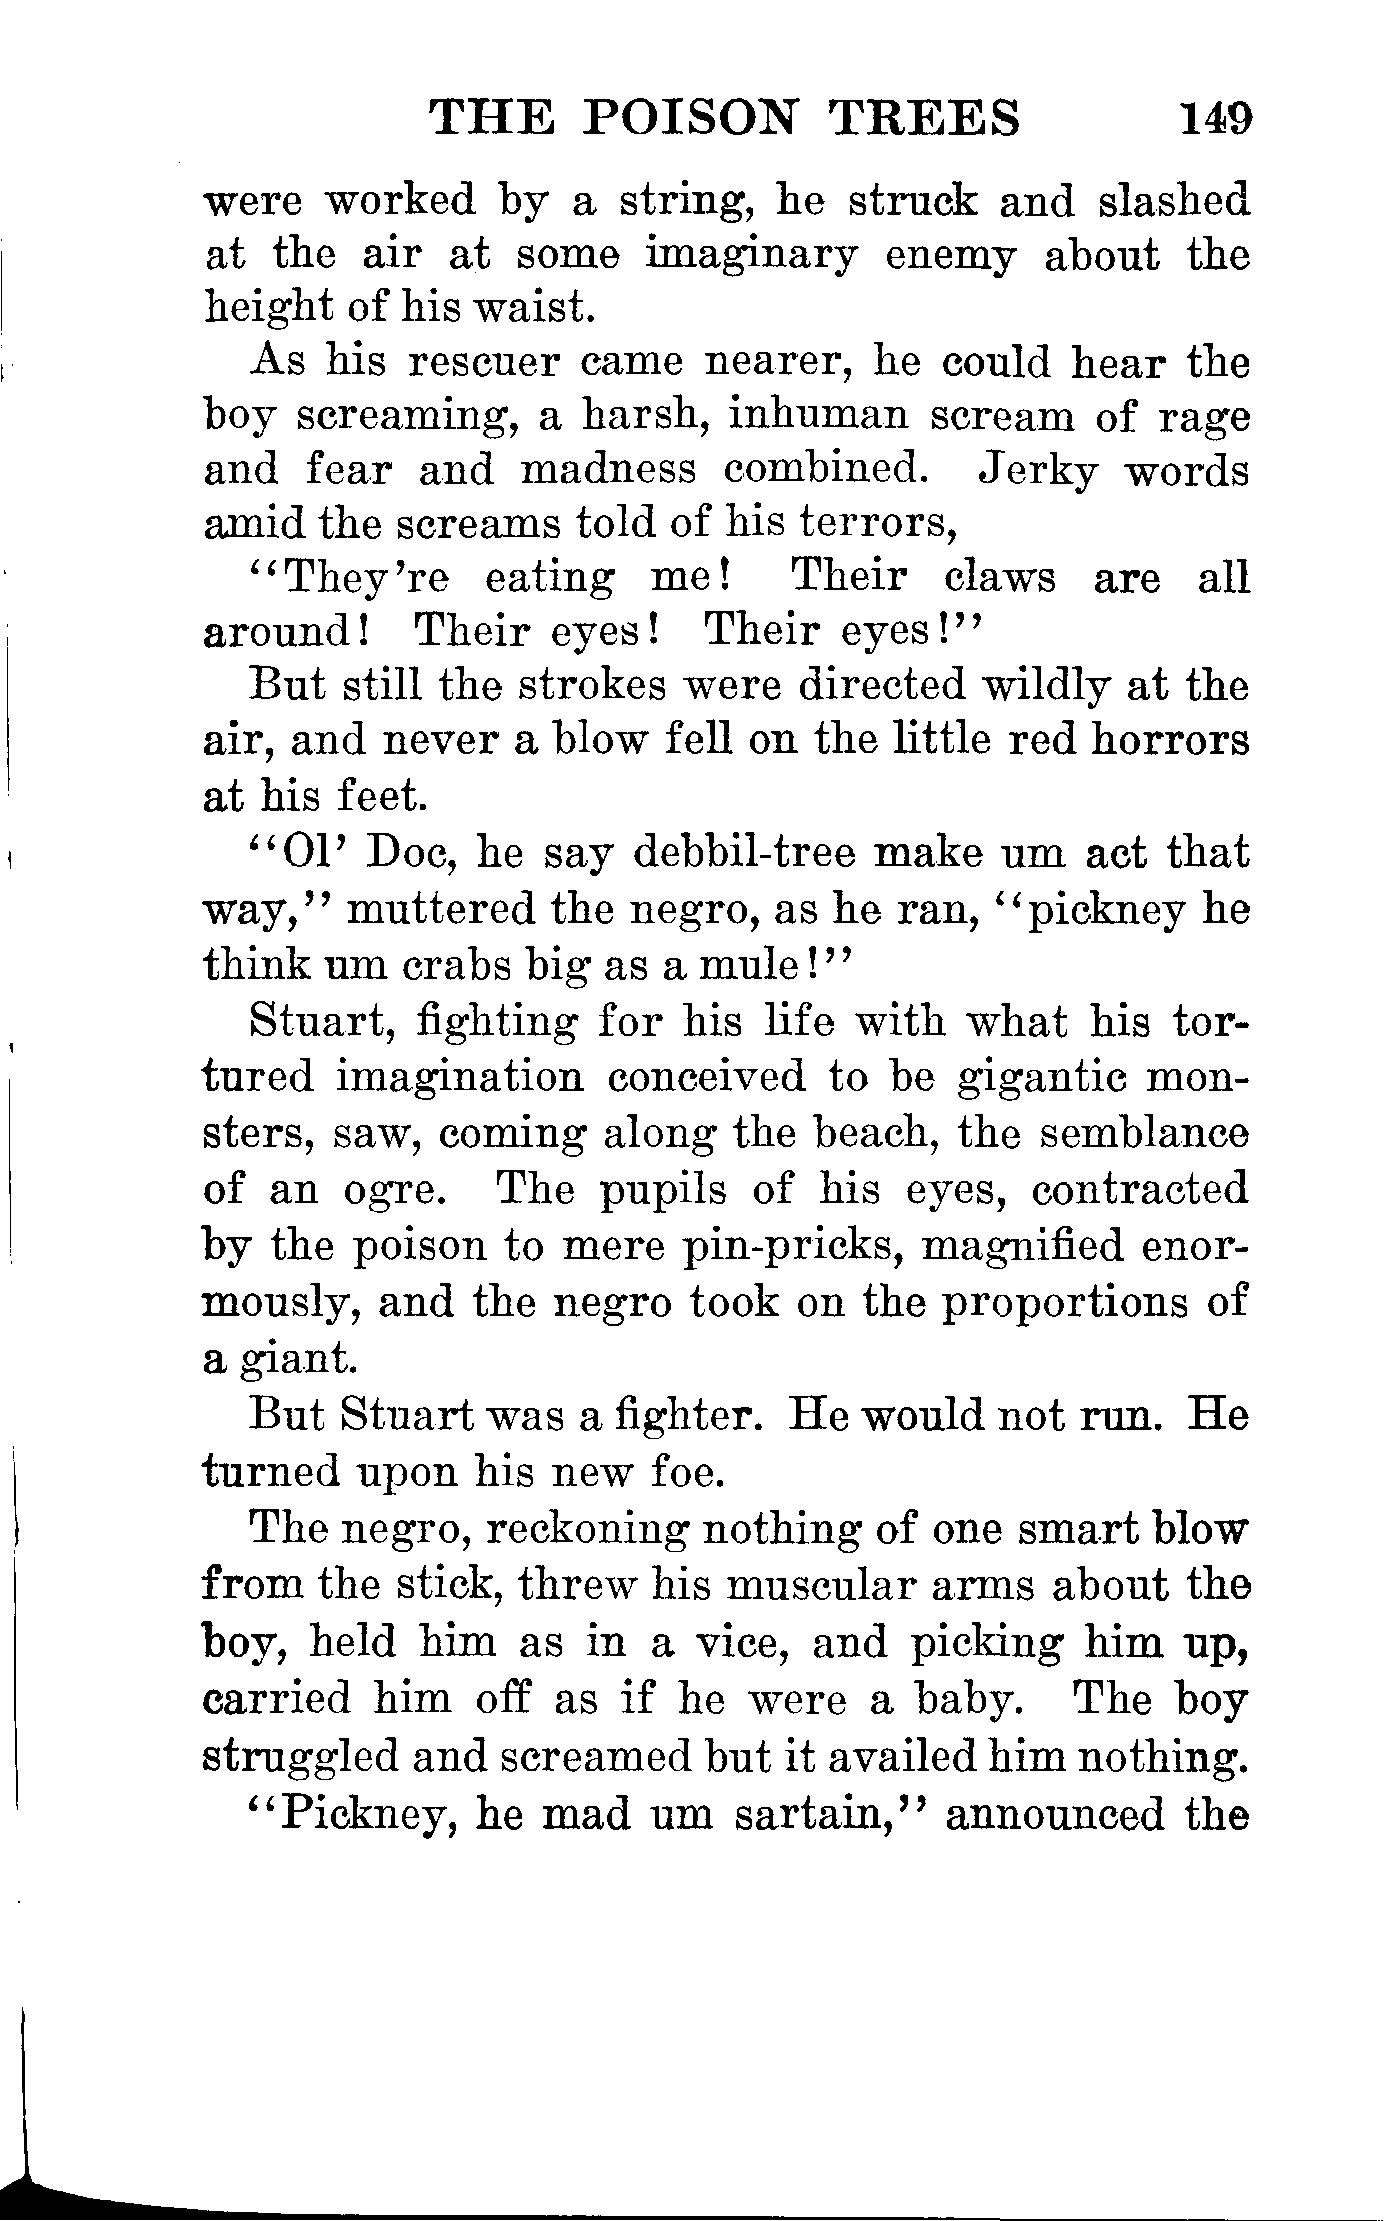 THE POISON TREES 149
were worked by a string, he struck and slashed
at the air at some imaginary enemy about the
height of his waist.
As his rescuer came nearer, he could hear the
boy screaming, a harsh, inhuman scream of rage
and fear and madness combined. Jerky words
amid the screams told of his terrors,
"They're eating me! Their claws are all
around! Their eyes! Their eyes!"
But still the strokes were directed wildly at the
air, and never a blow fell on the little red horrors
at his feet.
"Ol' Doc, he say debbil-tree make um act that
way," muttered the negro, as he ran, "pickney he
think um crabs big as a mule!"
Stuart, fighting for his life with what his tor-
tured imagination conceived to be gigantic mon-
sters, saw, coming along the beach, the semblance
of an ogre. The pupils of his eyes, contracted
by the poison to mere pin-pricks, magnified enor-
mously, and the negro took on the proportions of
a giant.
But Stuart was a fighter. He would not run. He
turned upon his new foe.
The negro, reckoning nothing of one smart blow
from the stick, threw his muscular arms about the
boy, held him as in a vice, and picking him up,
carried him off as if he were a baby. The boy
struggled and screamed but it availed him nothing.
"Pickney, he mad um sartain," announced the